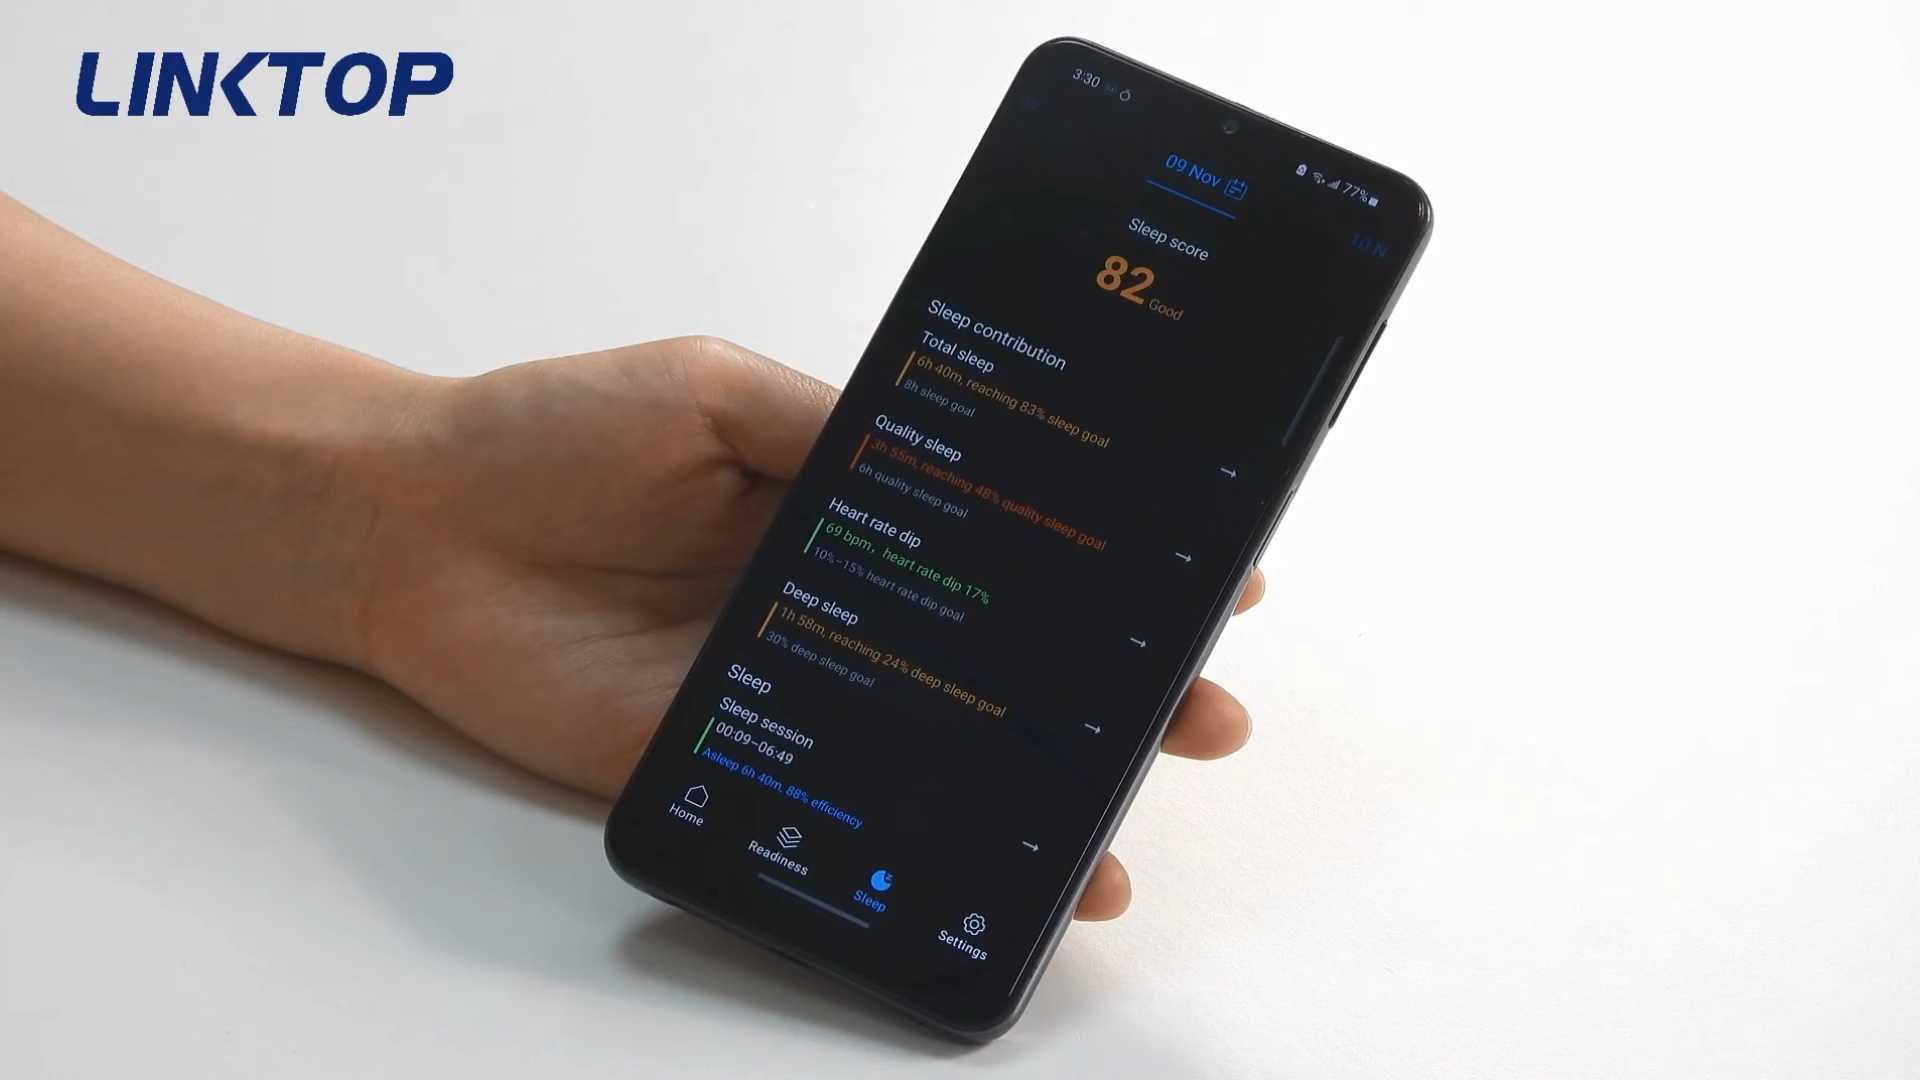 LINKTOP
3:30
77%
09 Nov
10 N
Sleep score
82 Good
Sleep contribution
Total sleep
6h 40m, reaching 83% sleep goal
8h sleep goal
Quality sleep
3h 55m, reaching 48% quality sleep goal
6h quality sleep goal
Heart rate dip
69 bpm, heart rate dip 17%
10%-15% heart rate dip goal
Deep sleep
1h 58m, reaching 24% deep sleep goal
30% deep sleep goal
Sleep
Sleep session
00:09-06:49
Asleep 6h 40m, 88% efficiency
Home
Readiness
Sleep
Settings